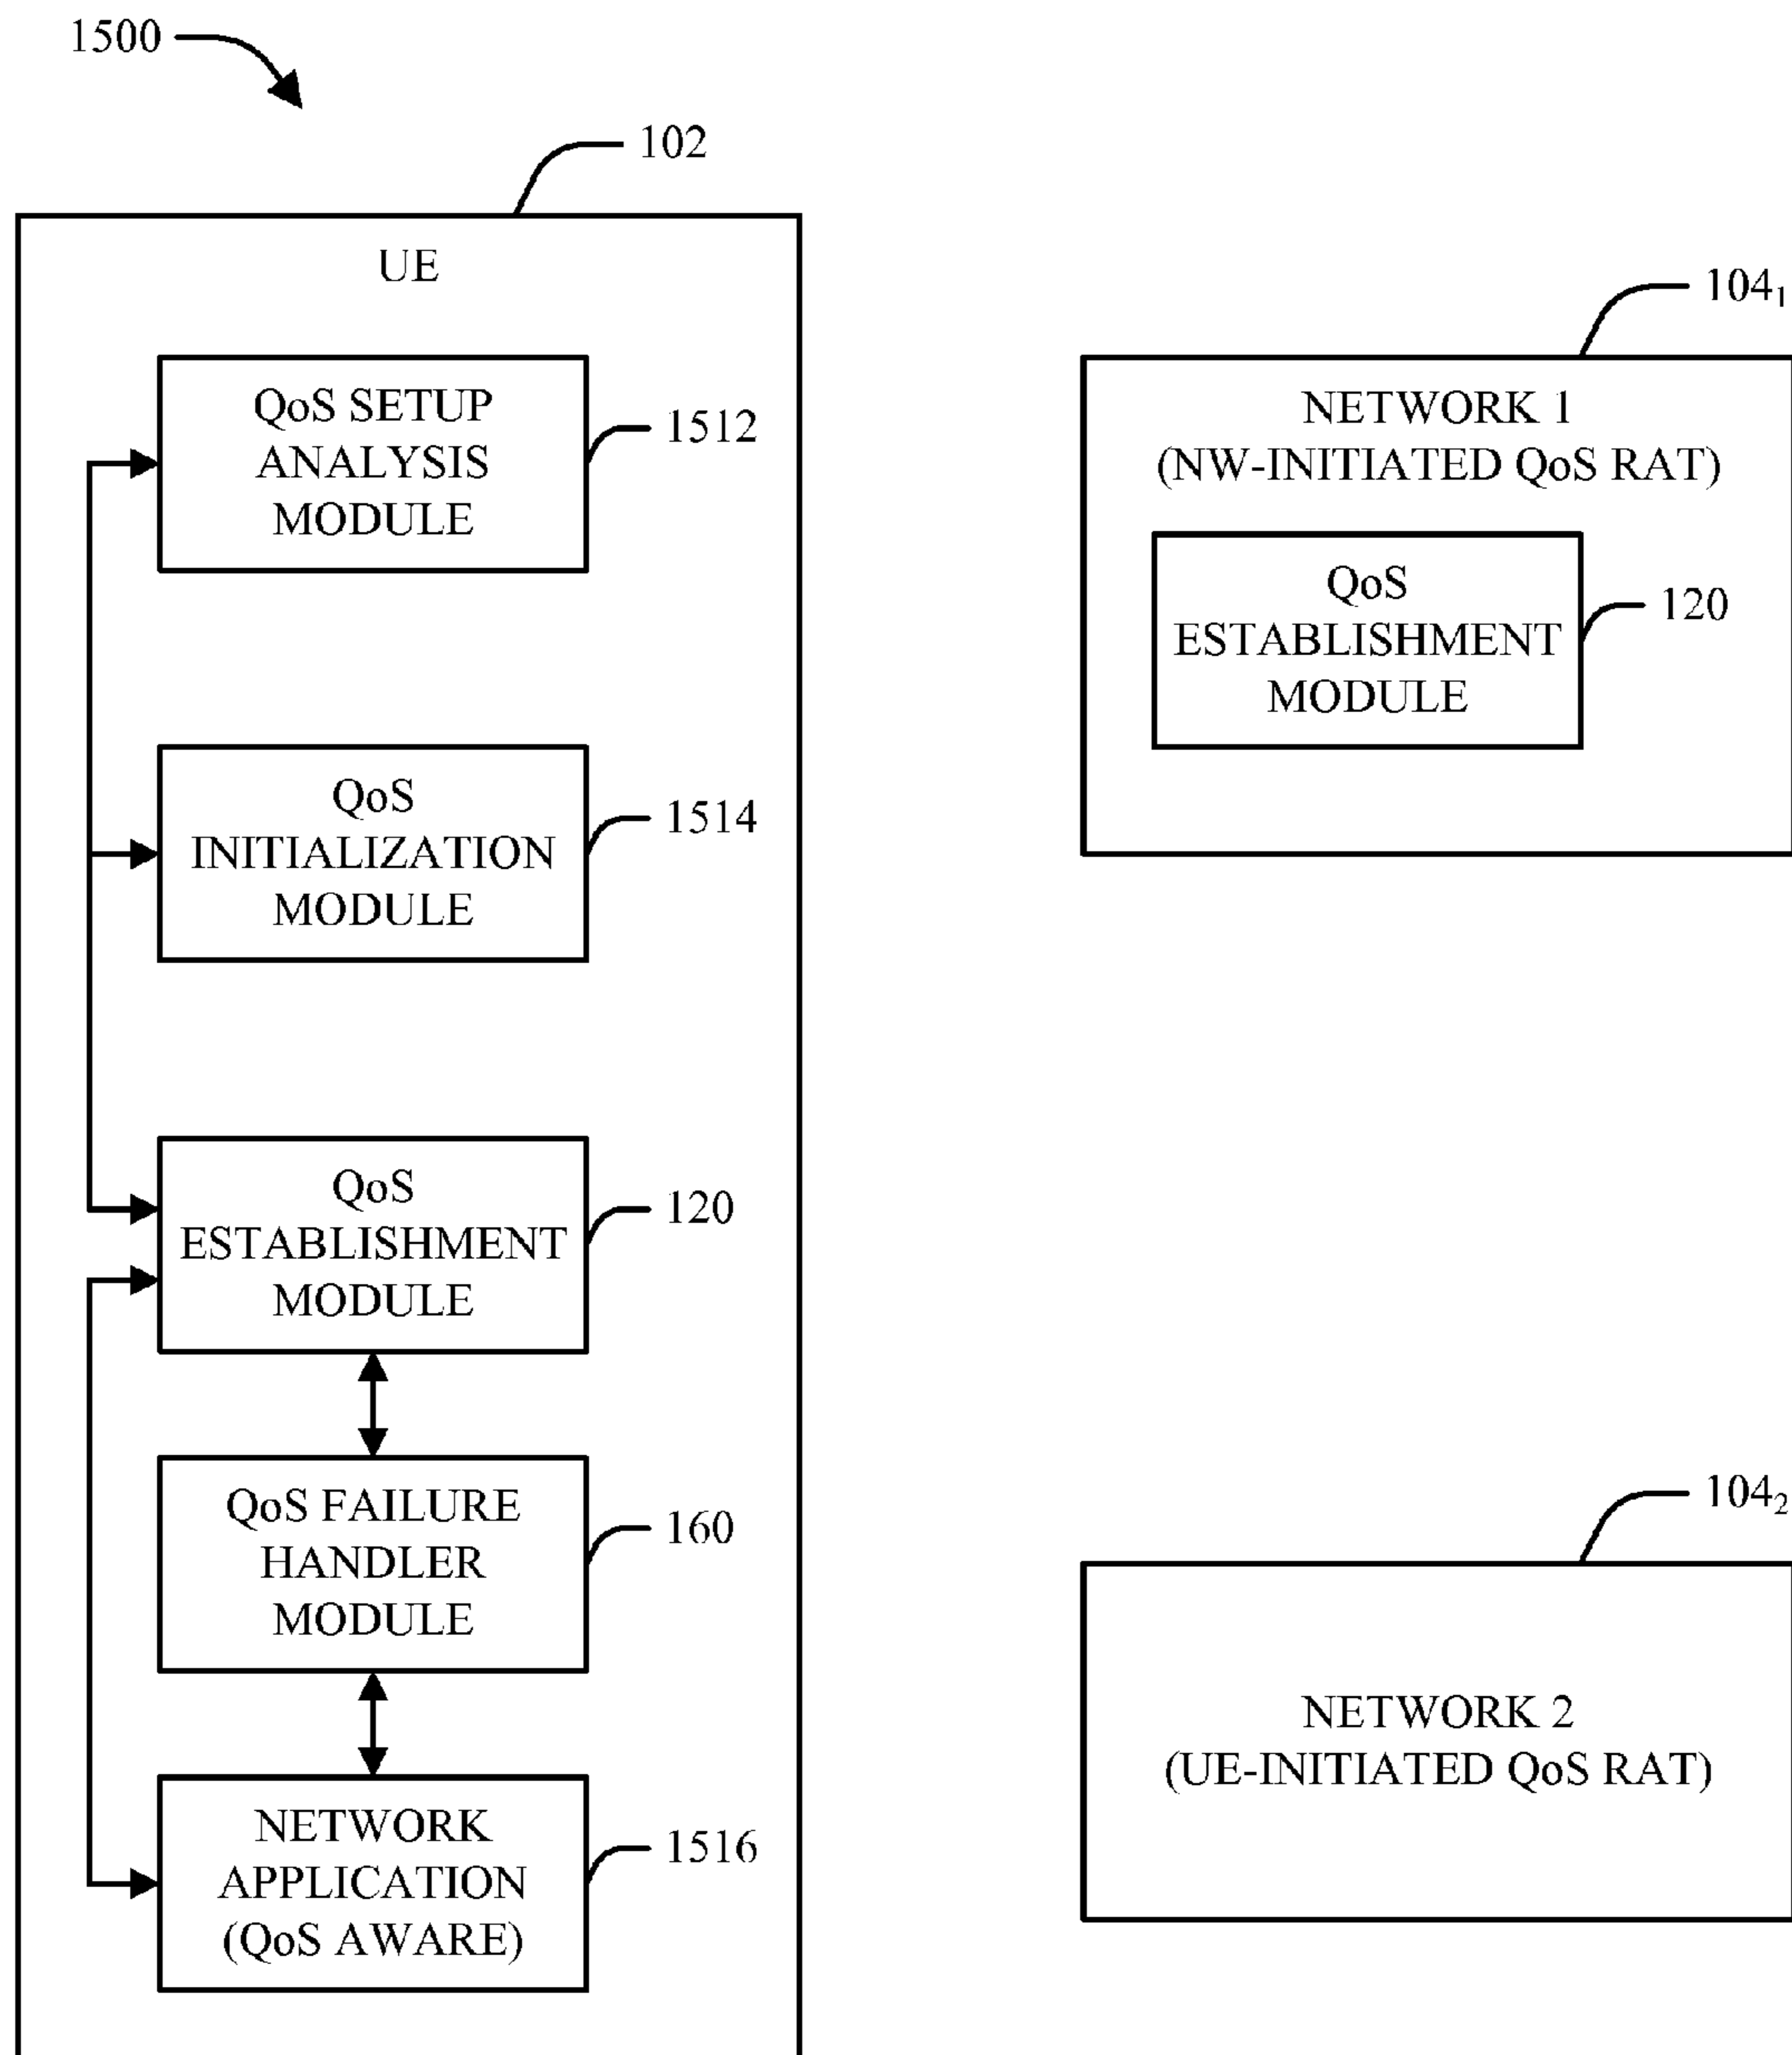 1500
102
UE
QoS SETUP
ANALYSIS
MODULE
1512
QoS
INITIALIZATION
MODULE
1514
QoS
ESTABLISHMENT
MODULE
120
QoS FAILURE
HANDLER
MODULE
160
NETWORK
APPLICATION
(QoS AWARE)
1516
104₁
NETWORK 1
(NW-INITIATED QoS RAT)
QoS
ESTABLISHMENT
MODULE
120
104₂
NETWORK 2
(UE-INITIATED QoS RAT)